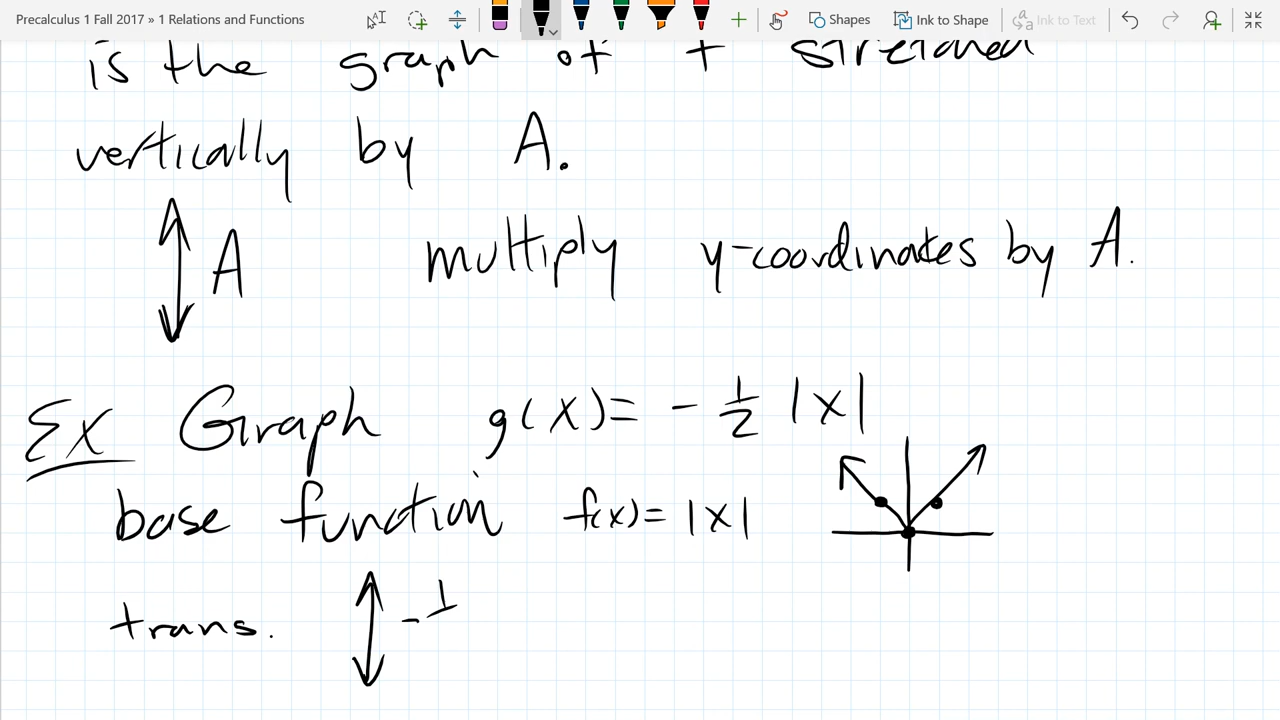 Precalculus 1 Fall 2017 » 1 Relations and Functions
Shapes
Ink to Shape
Ink to Text
is the graph of f stretched
vertically by A.
A multiply y-coordinates by A.
Ex Graph g(x)= - 1/2 |x|
base function f(x)= |x|
trans. - 1